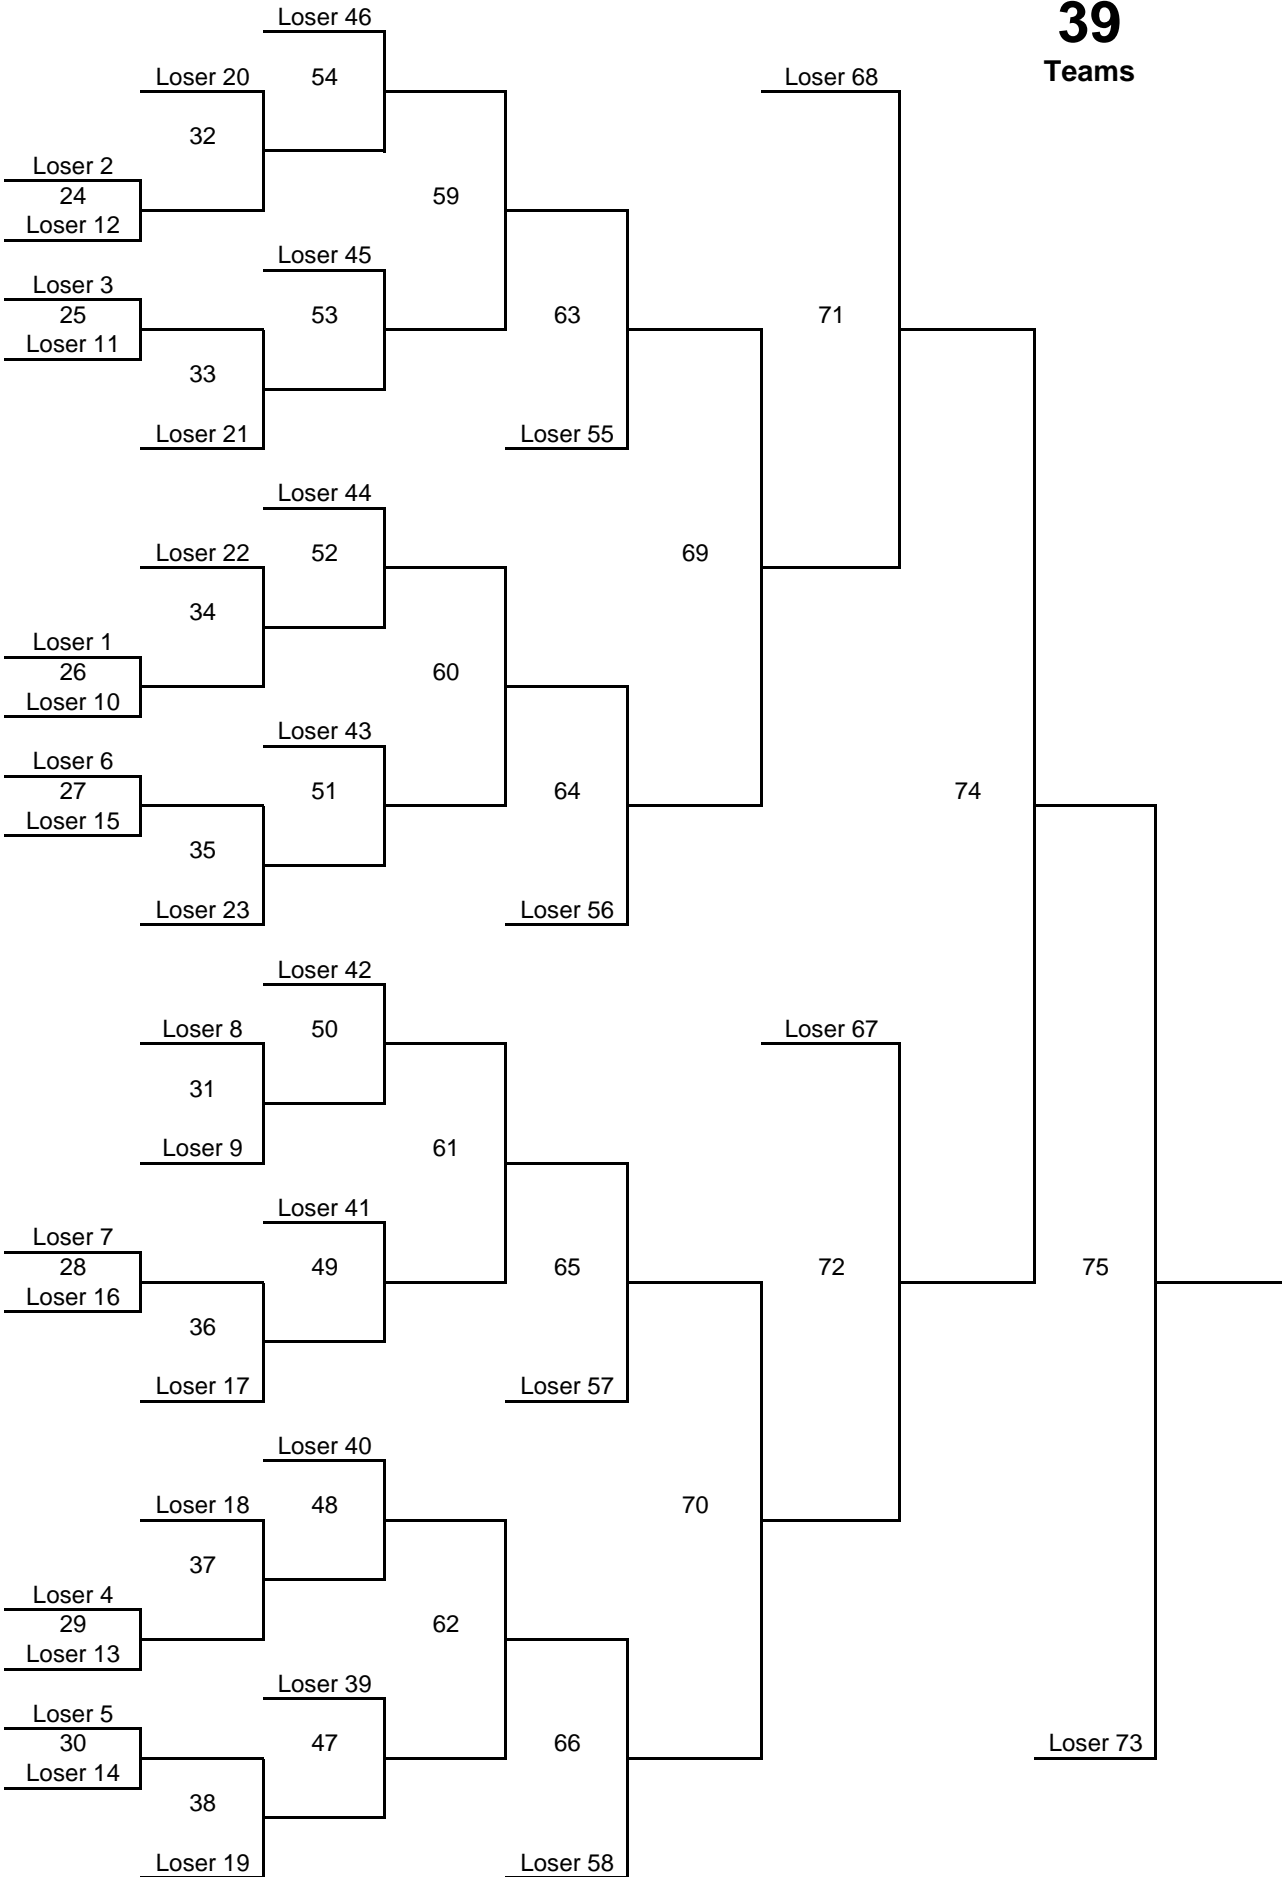 Loser 46
39
Teams
Loser 20
54
Loser 68
32
Loser 2
24
59
Loser 12
Loser 45
Loser 3
25
53
63
71
Loser 11
33
Loser 21
Loser 55
Loser 44
Loser 22
52
69
34
Loser 1
26
60
Loser 10
Loser 43
Loser 6
27
51
64
74
Loser 15
35
Loser 23
Loser 56
Loser 42
Loser 8
50
Loser 67
31
Loser 9
61
Loser 41
Loser 7
28
49
65
72
75
Loser 16
36
Loser 17
Loser 57
Loser 40
Loser 18
48
70
37
Loser 4
29
62
Loser 13
Loser 39
Loser 5
30
47
66
Loser 73
Loser 14
38
Loser 19
Loser 58